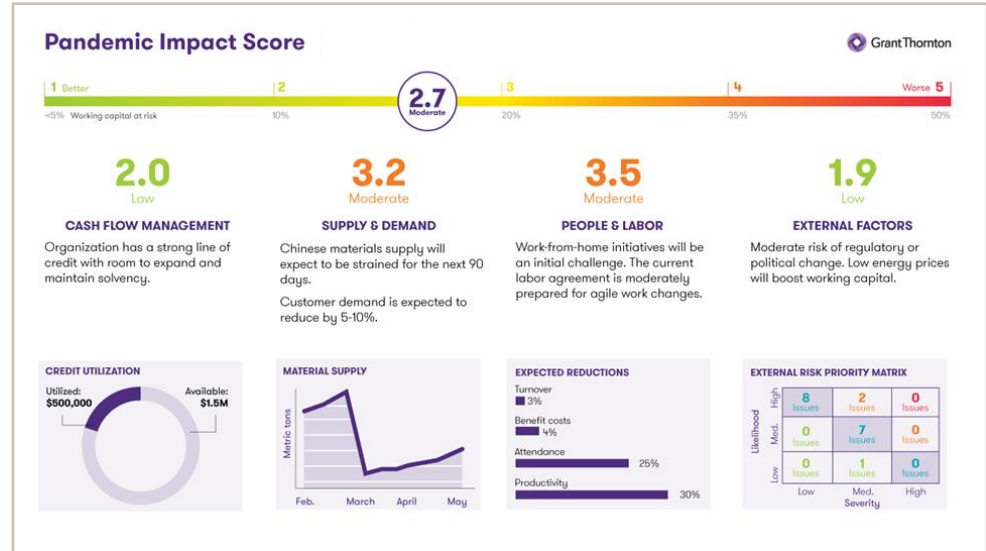 Pandemic Impact Score
Grant Thornton
1 Better
2
3
4
Worse 5
2.7
Moderate
<5% Working capital at risk
10%
20%
35%
50%
2.0
Low
CASH FLOW MANAGEMENT
Organization has a strong line of
credit with room to expand and
maintain solvency.
3.2
Moderate
SUPPLY & DEMAND
Chinese materials supply will
expect to be strained for the next 90
days.
Customer demand is expected to
reduce by 5-10%.
3.5
Moderate
PEOPLE & LABOR
Work-from-home initiatives will be
an initial challenge. The current
labor agreement is moderately
prepared for agile work changes.
1.9
Low
EXTERNAL FACTORS
Moderate risk of regulatory or
political change. Low energy prices
will boost working capital.
CREDIT UTILIZATION
Utilized:
$500,000
Available:
$1.5M
MATERIAL SUPPLY
Metric tons
Feb.
March
April
May
EXPECTED REDUCTIONS
Turnover
3%
Benefit costs
4%
Attendance
25%
Productivity
30%
EXTERNAL RISK PRIORITY MATRIX
Likelihood
High
8
Issues
2
Issues
0
Issues
Med.
0
Issues
7
Issues
0
Issues
Low
0
Issues
1
Issues
0
Issues
Low
Med.
High
Severity